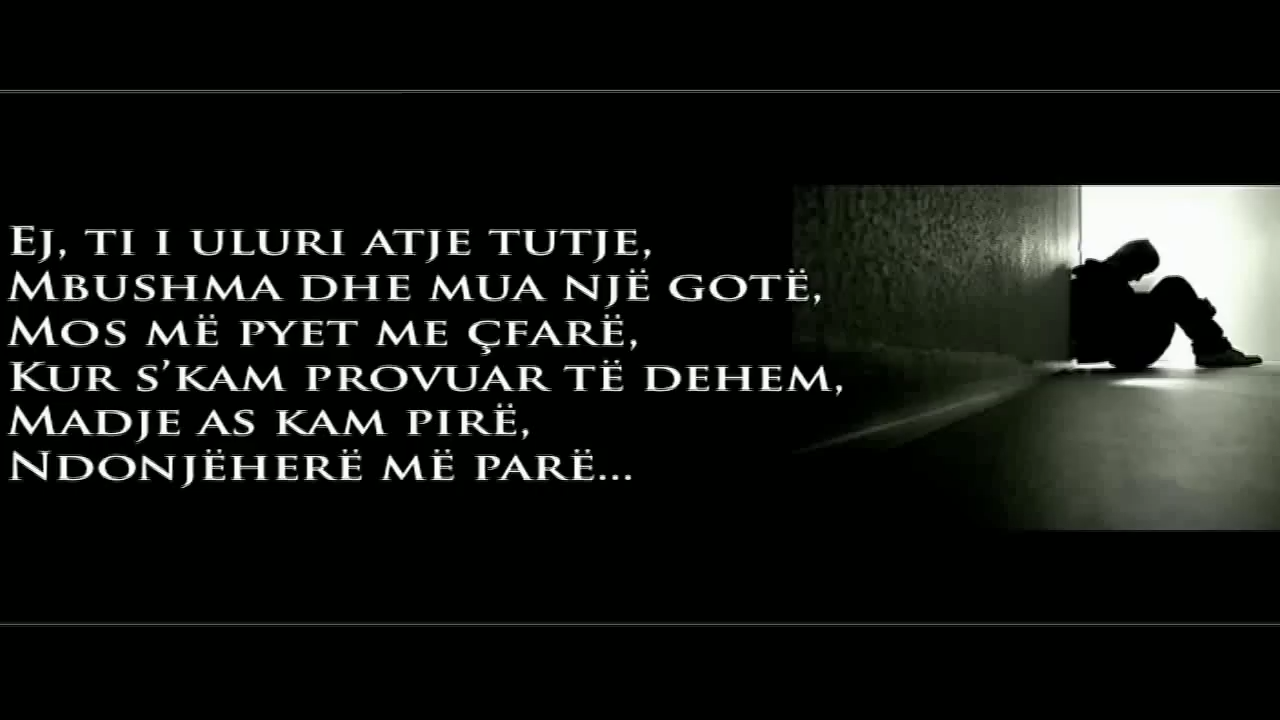 Ej, ti i uluri atje tutje,
Mbushma dhe mua një gotë,
Mos më pyet me çfarë,
Kur s’kam provuar të dehem,
Madje as kam pirë,
Ndonjëherë më parë...